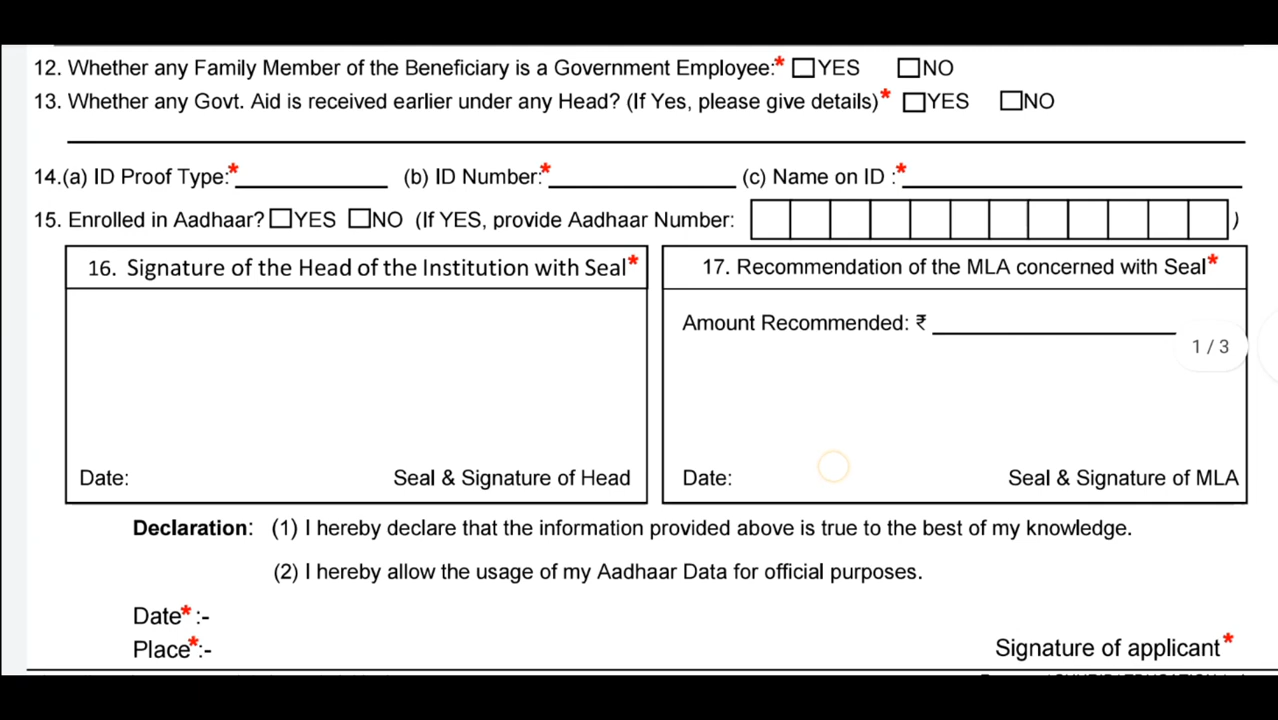 12. Whether any Family Member of the Beneficiary is a Government Employee:* YES NO
13. Whether any Govt. Aid is received earlier under any Head? (If Yes, please give details)* YES NO
14.(a) ID Proof Type:*____________ (b) ID Number:*_______________ (c) Name on ID :*___________________________
15. Enrolled in Aadhaar? YES NO (If YES, provide Aadhaar Number: )
16. Signature of the Head of the Institution with Seal*
Date: Seal & Signature of Head
17. Recommendation of the MLA concerned with Seal*
Amount Recommended: ₹ ____________________
1 / 3
Date: Seal & Signature of MLA
Declaration: (1) I hereby declare that the information provided above is true to the best of my knowledge.
(2) I hereby allow the usage of my Aadhaar Data for official purposes.
Date* :-
Place*:-
Signature of applicant*